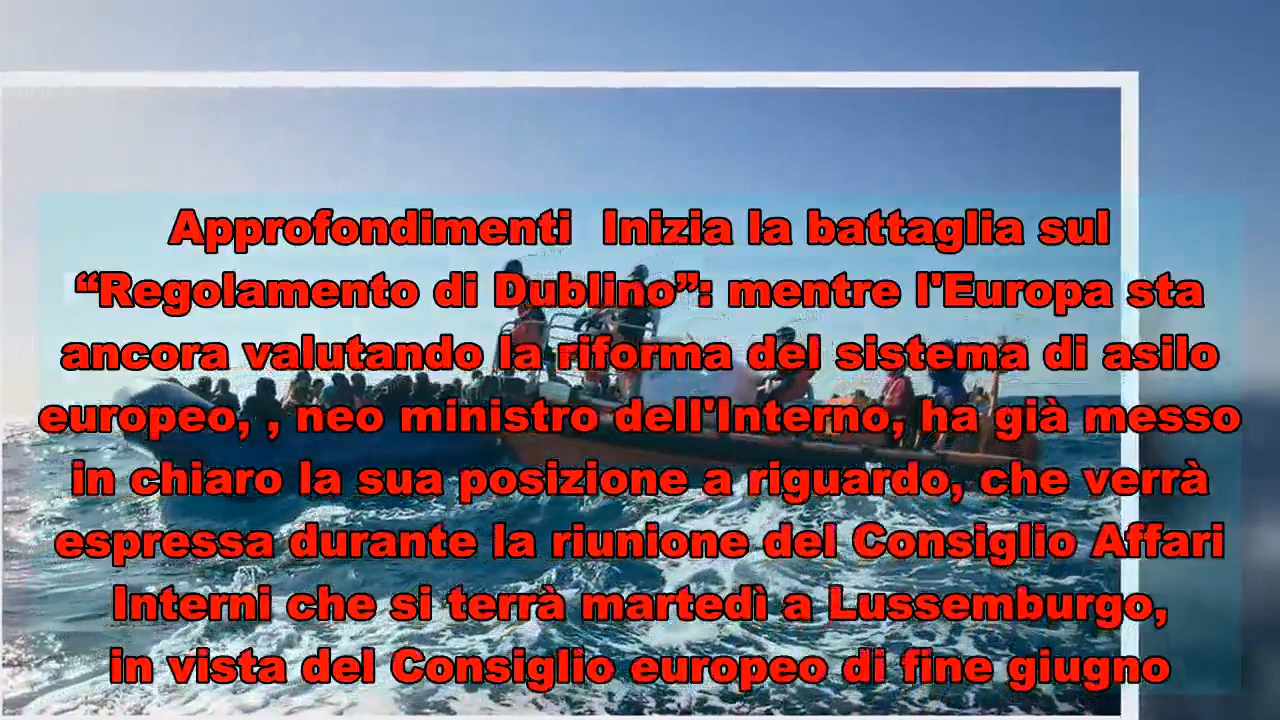 Approfondimenti  Inizia la battaglia sul
“Regolamento di Dublino”: mentre l'Europa sta
ancora valutando la riforma del sistema di asilo
europeo, , neo ministro dell'Interno, ha già messo
in chiaro la sua posizione a riguardo, che verrà
espressa durante la riunione del Consiglio Affari
Interni che si terrà martedì a Lussemburgo,
in vista del Consiglio europeo di fine giugno